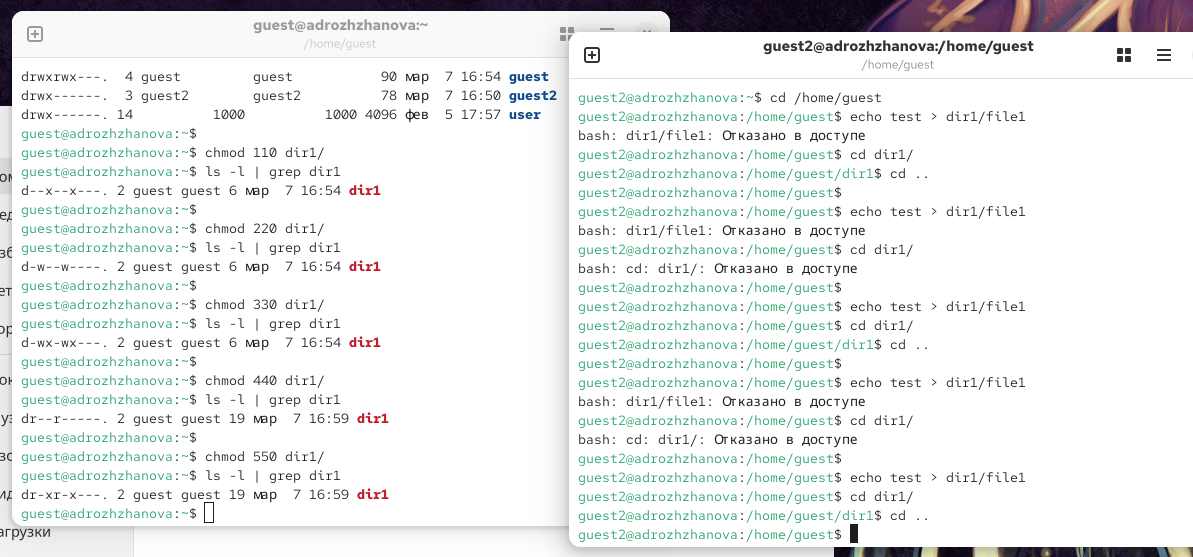 guest@adrozhzhanova:~
/home/guest
drwxrwx---. 4 guest guest 90 мар 7 16:54 guest
drwx------. 3 guest2 guest2 78 мар 7 16:50 guest2
drwx------. 14 1000 1000 4096 фев 5 17:57 user
guest@adrozhzhanova:~$
guest@adrozhzhanova:~$ chmod 110 dir1/
guest@adrozhzhanova:~$ ls -l | grep dir1
d--x--x---. 2 guest guest 6 мар 7 16:54 dir1
guest@adrozhzhanova:~$
guest@adrozhzhanova:~$ chmod 220 dir1/
guest@adrozhzhanova:~$ ls -l | grep dir1
d-w--w----. 2 guest guest 6 мар 7 16:54 dir1
guest@adrozhzhanova:~$
guest@adrozhzhanova:~$ chmod 330 dir1/
guest@adrozhzhanova:~$ ls -l | grep dir1
d-wx-wx---. 2 guest guest 6 мар 7 16:54 dir1
guest@adrozhzhanova:~$
guest@adrozhzhanova:~$ chmod 440 dir1/
guest@adrozhzhanova:~$ ls -l | grep dir1
dr--r-----. 2 guest guest 19 мар 7 16:59 dir1
guest@adrozhzhanova:~$
guest@adrozhzhanova:~$ chmod 550 dir1/
guest@adrozhzhanova:~$ ls -l | grep dir1
dr-xr-x---. 2 guest guest 19 мар 7 16:59 dir1
guest@adrozhzhanova:~$
guest2@adrozhzhanova:/home/guest
/home/guest
guest2@adrozhzhanova:~$ cd /home/guest
guest2@adrozhzhanova:/home/guest$ echo test > dir1/file1
bash: dir1/file1: Отказано в доступе
guest2@adrozhzhanova:/home/guest$ cd dir1/
guest2@adrozhzhanova:/home/guest/dir1$ cd ..
guest2@adrozhzhanova:/home/guest$
guest2@adrozhzhanova:/home/guest$ echo test > dir1/file1
bash: dir1/file1: Отказано в доступе
guest2@adrozhzhanova:/home/guest$ cd dir1/
bash: cd: dir1/: Отказано в доступе
guest2@adrozhzhanova:/home/guest$
guest2@adrozhzhanova:/home/guest$ echo test > dir1/file1
guest2@adrozhzhanova:/home/guest$ cd dir1/
guest2@adrozhzhanova:/home/guest/dir1$ cd ..
guest2@adrozhzhanova:/home/guest$
guest2@adrozhzhanova:/home/guest$ echo test > dir1/file1
bash: dir1/file1: Отказано в доступе
guest2@adrozhzhanova:/home/guest$ cd dir1/
bash: cd: dir1/: Отказано в доступе
guest2@adrozhzhanova:/home/guest$
guest2@adrozhzhanova:/home/guest$ echo test > dir1/file1
guest2@adrozhzhanova:/home/guest$ cd dir1/
guest2@adrozhzhanova:/home/guest/dir1$ cd ..
guest2@adrozhzhanova:/home/guest$
агрузки